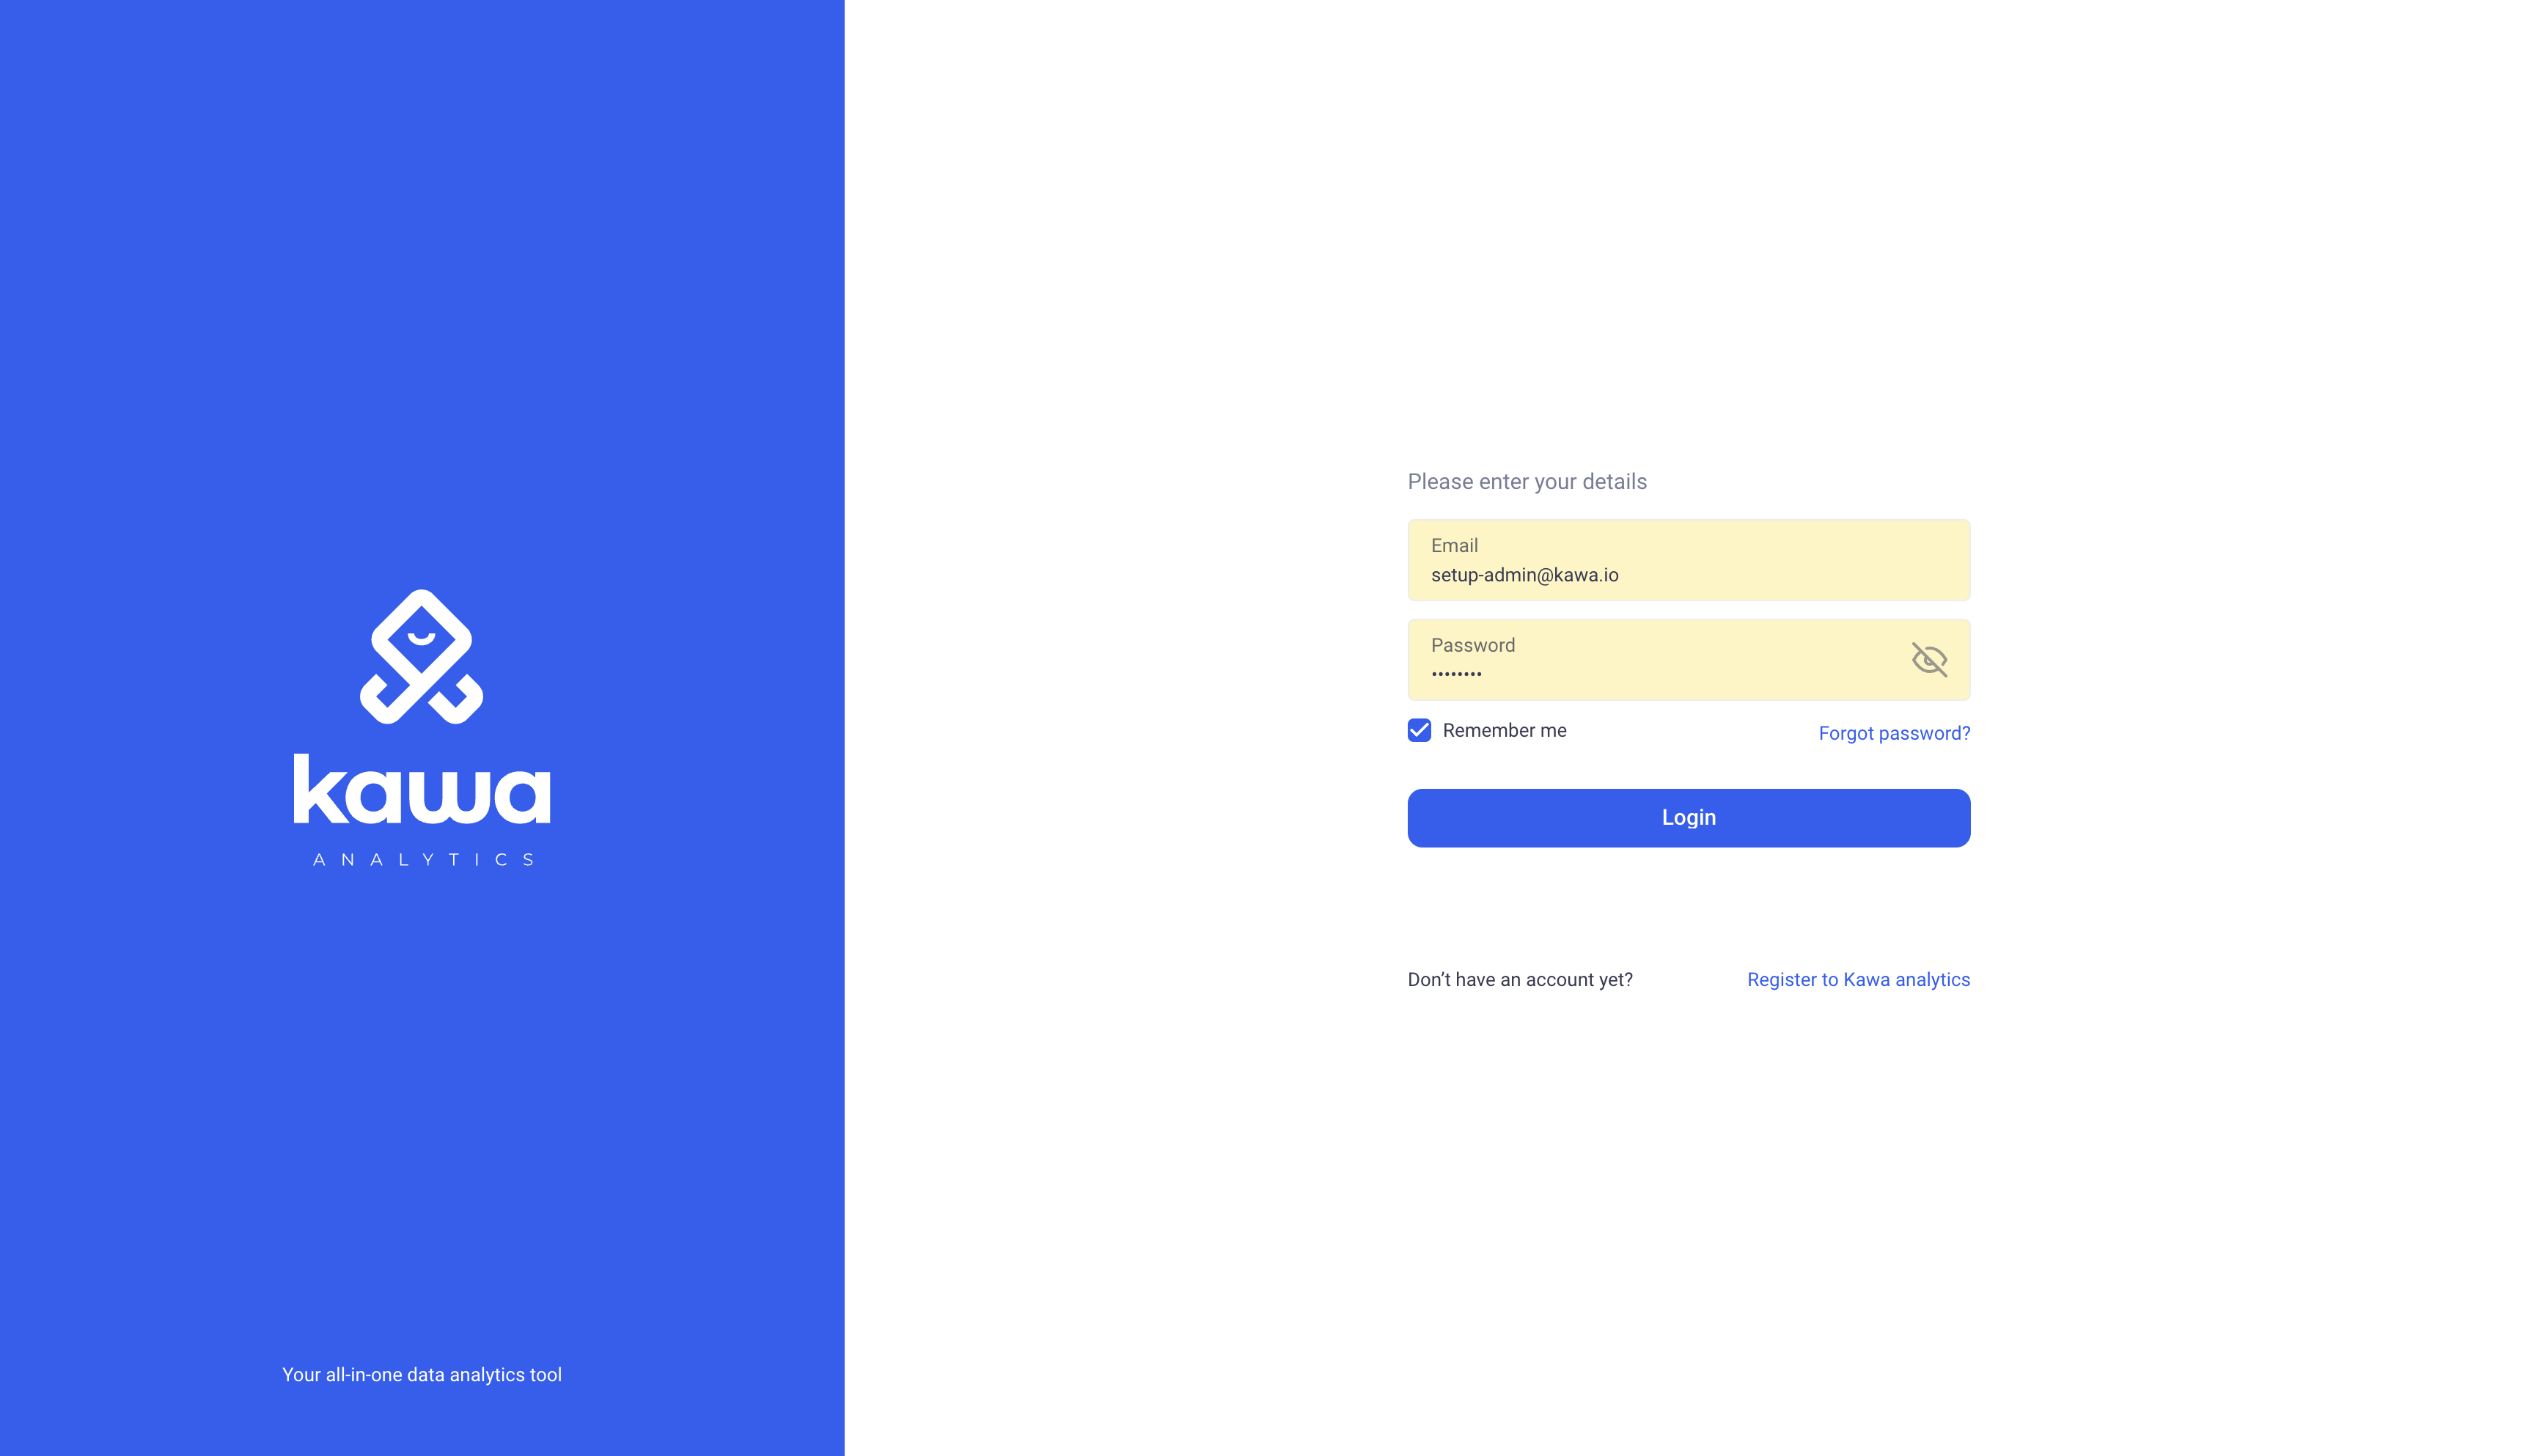 kawa
ANALYTICS
Your all-in-one data analytics tool
Please enter your details
Email
setup-admin@kawa.io
Password
••••••••
Remember me
Forgot password?
Login
Don’t have an account yet?
Register to Kawa analytics